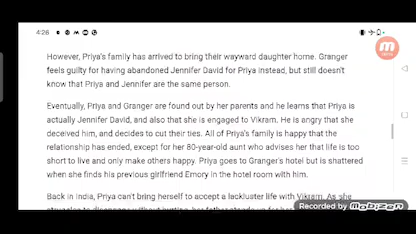 4:26
However, Priya's family has arrived to bring their wayward daughter home. Granger
feels guilty for having abandoned Jennifer David for Priya instead, but still doesn't
know that Priya and Jennifer are the same person.
Eventually, Priya and Granger are found out by her parents and he learns that Priya is
actually Jennifer David, and also that she is engaged to Vikram. He is angry that she
deceived him, and decides to cut their ties. All of Priya's family is happy that the
relationship has ended, except for her 80-year-old aunt who advises her that life is too
short to live and only make others happy. Priya goes to Granger's hotel but is shattered
when she finds his previous girlfriend Emory in the hotel room with him.
Back in India, Priya can't bring herself to accept a lackluster life with Vikram. As she
Recorded by
Mobizen